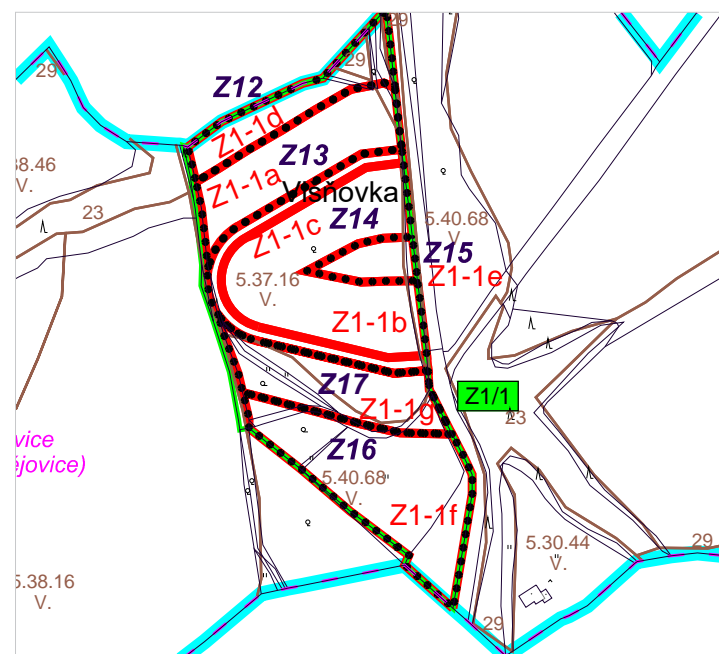 29
29
29
Z12
Z1-1d
38.46
V.
Z13
Z1-1a
Višňovka
23
Z14
5.40.68
V
Z1-1c
Z15
5.37.16
V.
Z1-1e
Z1-1b
Z17
Z1/1
Z1-1g
23
vice
ějovice)
Z16
5.40.68
V.
Z1-1f
5.30.44
V.
29
5.38.16
V.
29